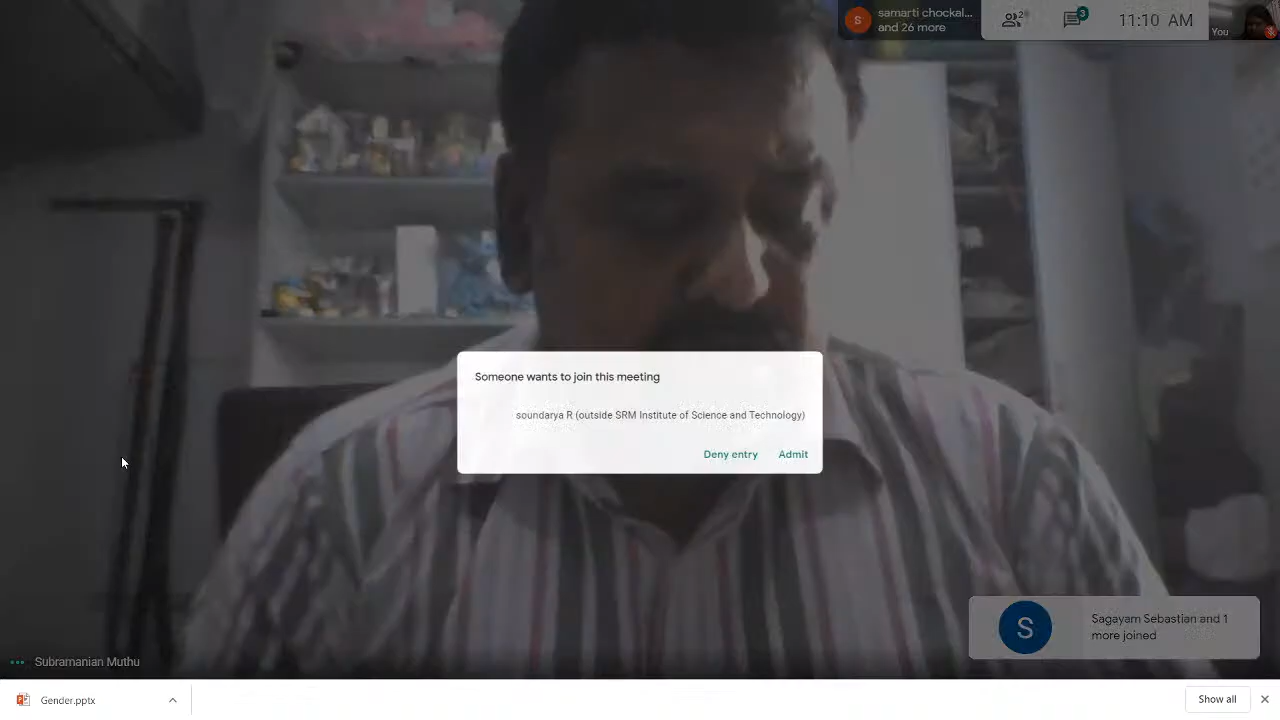 samarti chockal...
and 26 more
3
11:10 AM
You
S
Someone wants to join this meeting
soundarya R (outside SRM Institute of Science and Technology)
Deny entry
Admit
S
Sagayam Sebastian and 1
more joined
Subramanian Muthu
Gender.pptx
Show all